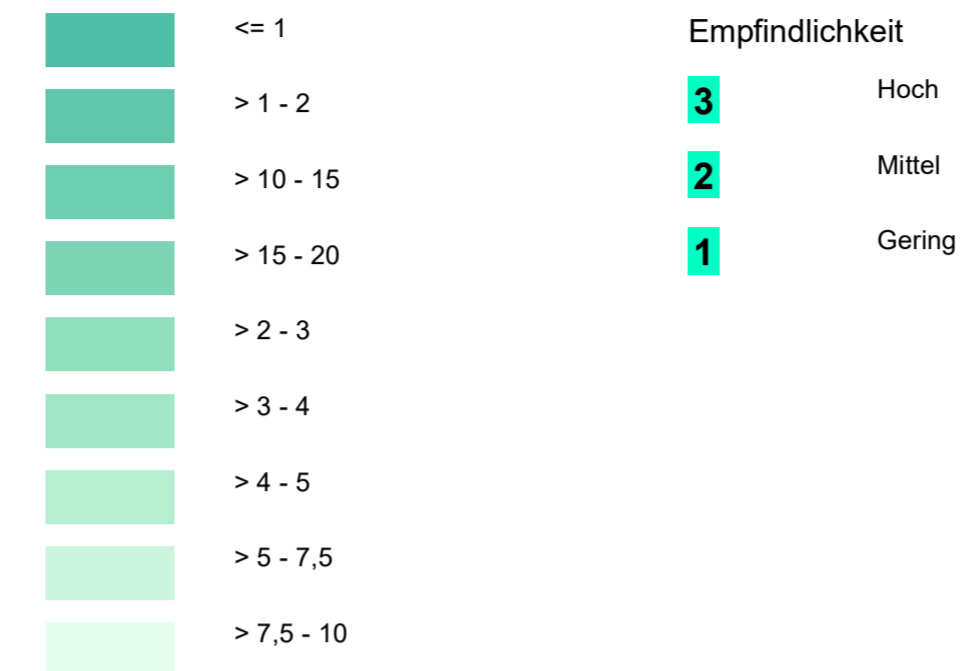 <= 1
> 1 - 2
> 10 - 15
> 15 - 20
> 2 - 3
> 3 - 4
> 4 - 5
> 5 - 7,5
> 7,5 - 10
Empfindlichkeit
3 Hoch
2 Mittel
1 Gering